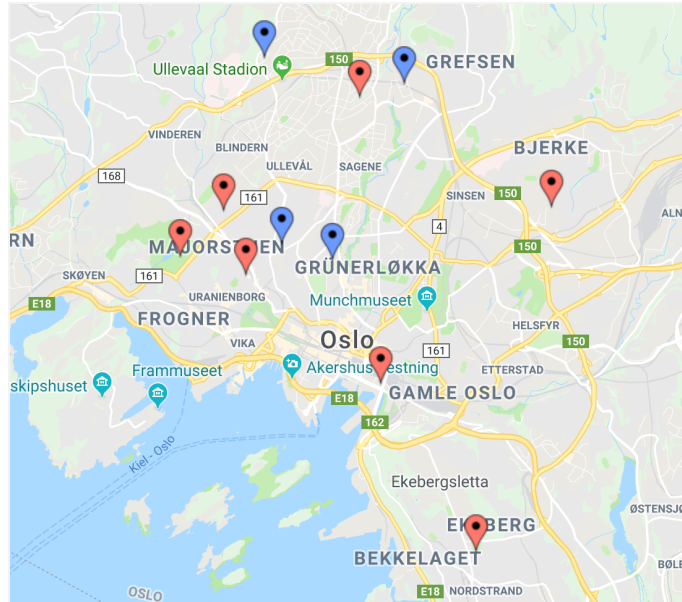 150
GREFSEN
Ullevaal Stadion
VINDEREN
BLINDERN
BJERKE
ULLEVÅL
SAGENE
168
161
SINSEN
150
ALN
4
RN
MAJORSTUEN
150
SKØYEN
161
GRÜNERLØKKA
E18
URANIENBORG
Munchmuseet
FROGNER
HELSFYR
VIKA
Oslo
150
161
Frammuseet
Akershus festning
ETTERSTAD
skipshuset
E18
GAMLE OSLO
E6
162
Kiel - Oslo
Ekebergsletta
ØSTENSJØ
EKEBERG
BEKKELAGET
BØLE
E18
NORDSTRAND
OSLO